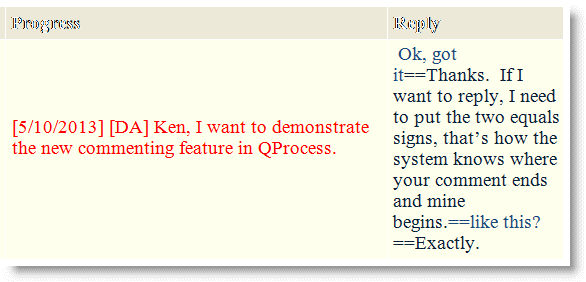 Progress
Reply
[5/10/2013] [DA] Ken, I want to demonstrate
the new commenting feature in QProcess.
Ok, got
it==Thanks.  If I
want to reply, I need
to put the two equals
signs, that’s how the
system knows where
your comment ends
and mine
begins.==like this?
==Exactly.